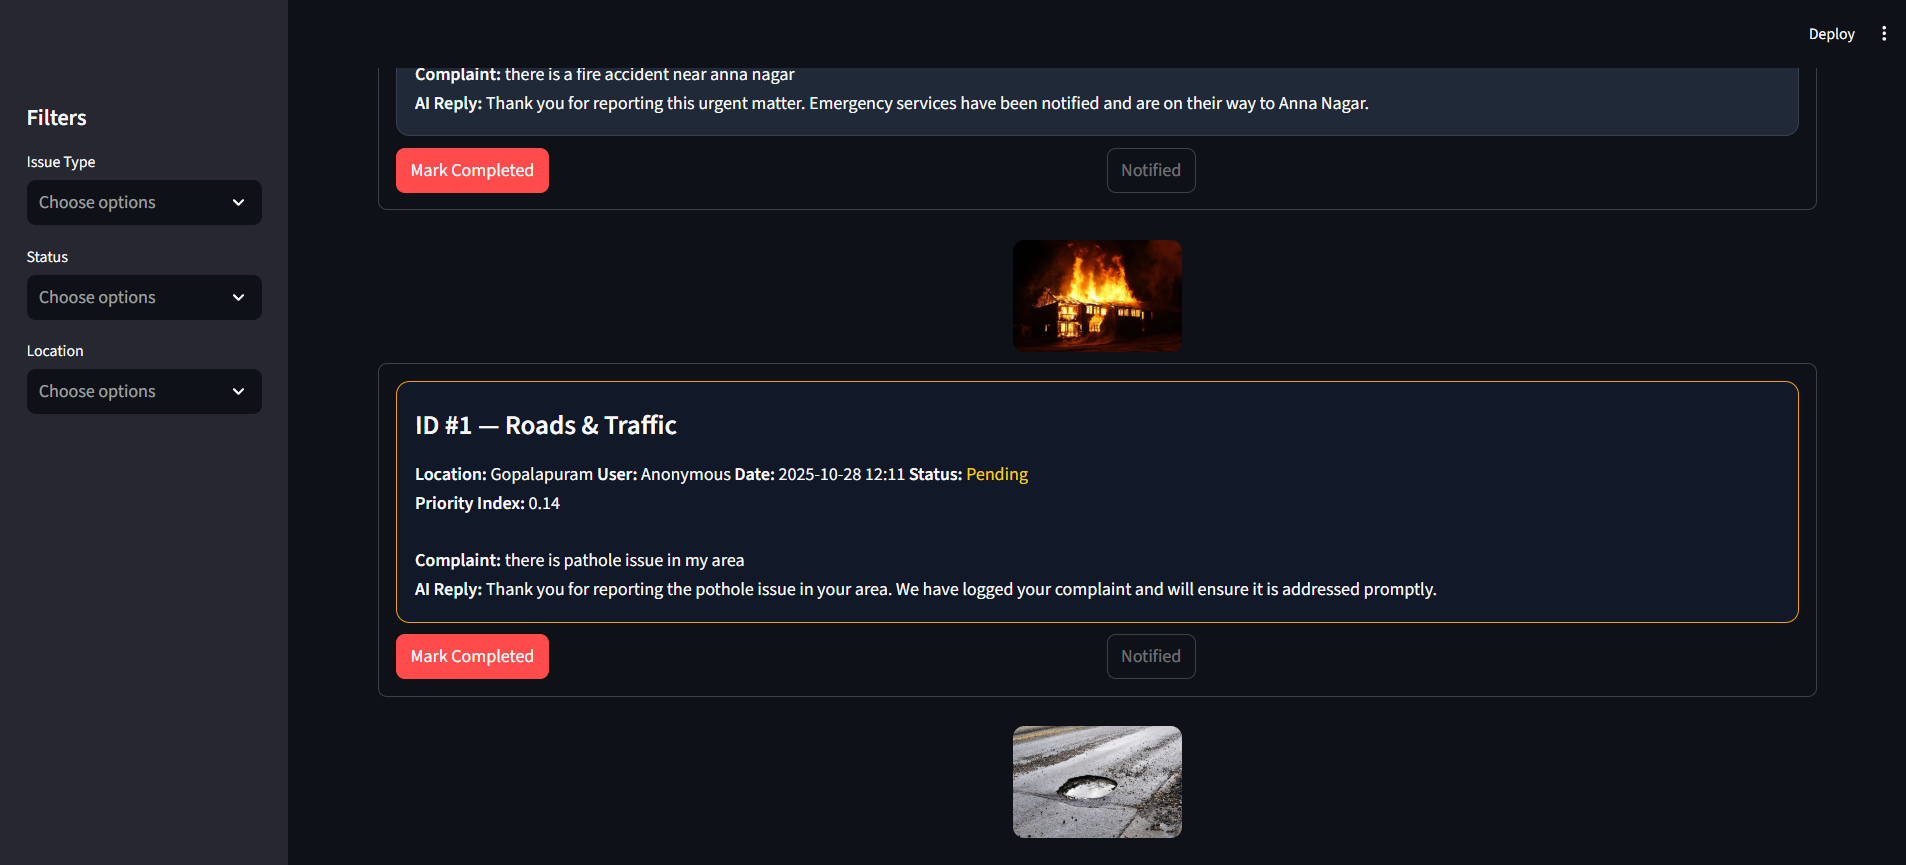 Deploy
Filters
Issue Type
Choose options
Status
Choose options
Location
Choose options
Complaint: there is a fire accident near anna nagar
AI Reply: Thank you for reporting this urgent matter. Emergency services have been notified and are on their way to Anna Nagar.
Mark Completed
Notified
ID #1 — Roads & Traffic
Location: Gopalapuram User: Anonymous Date: 2025-10-28 12:11 Status: Pending
Priority Index: 0.14
Complaint: there is pathole issue in my area
AI Reply: Thank you for reporting the pothole issue in your area. We have logged your complaint and will ensure it is addressed promptly.
Mark Completed
Notified